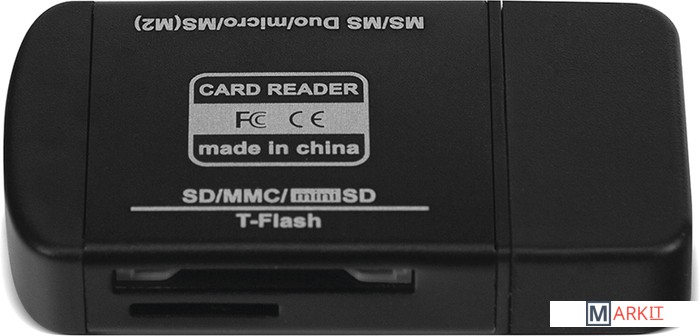 MS/MS Duo/micro/MS(M2)
CARD READER
FC CE
made in china
SD/MMC/miniSD
T-Flash
MARKIT